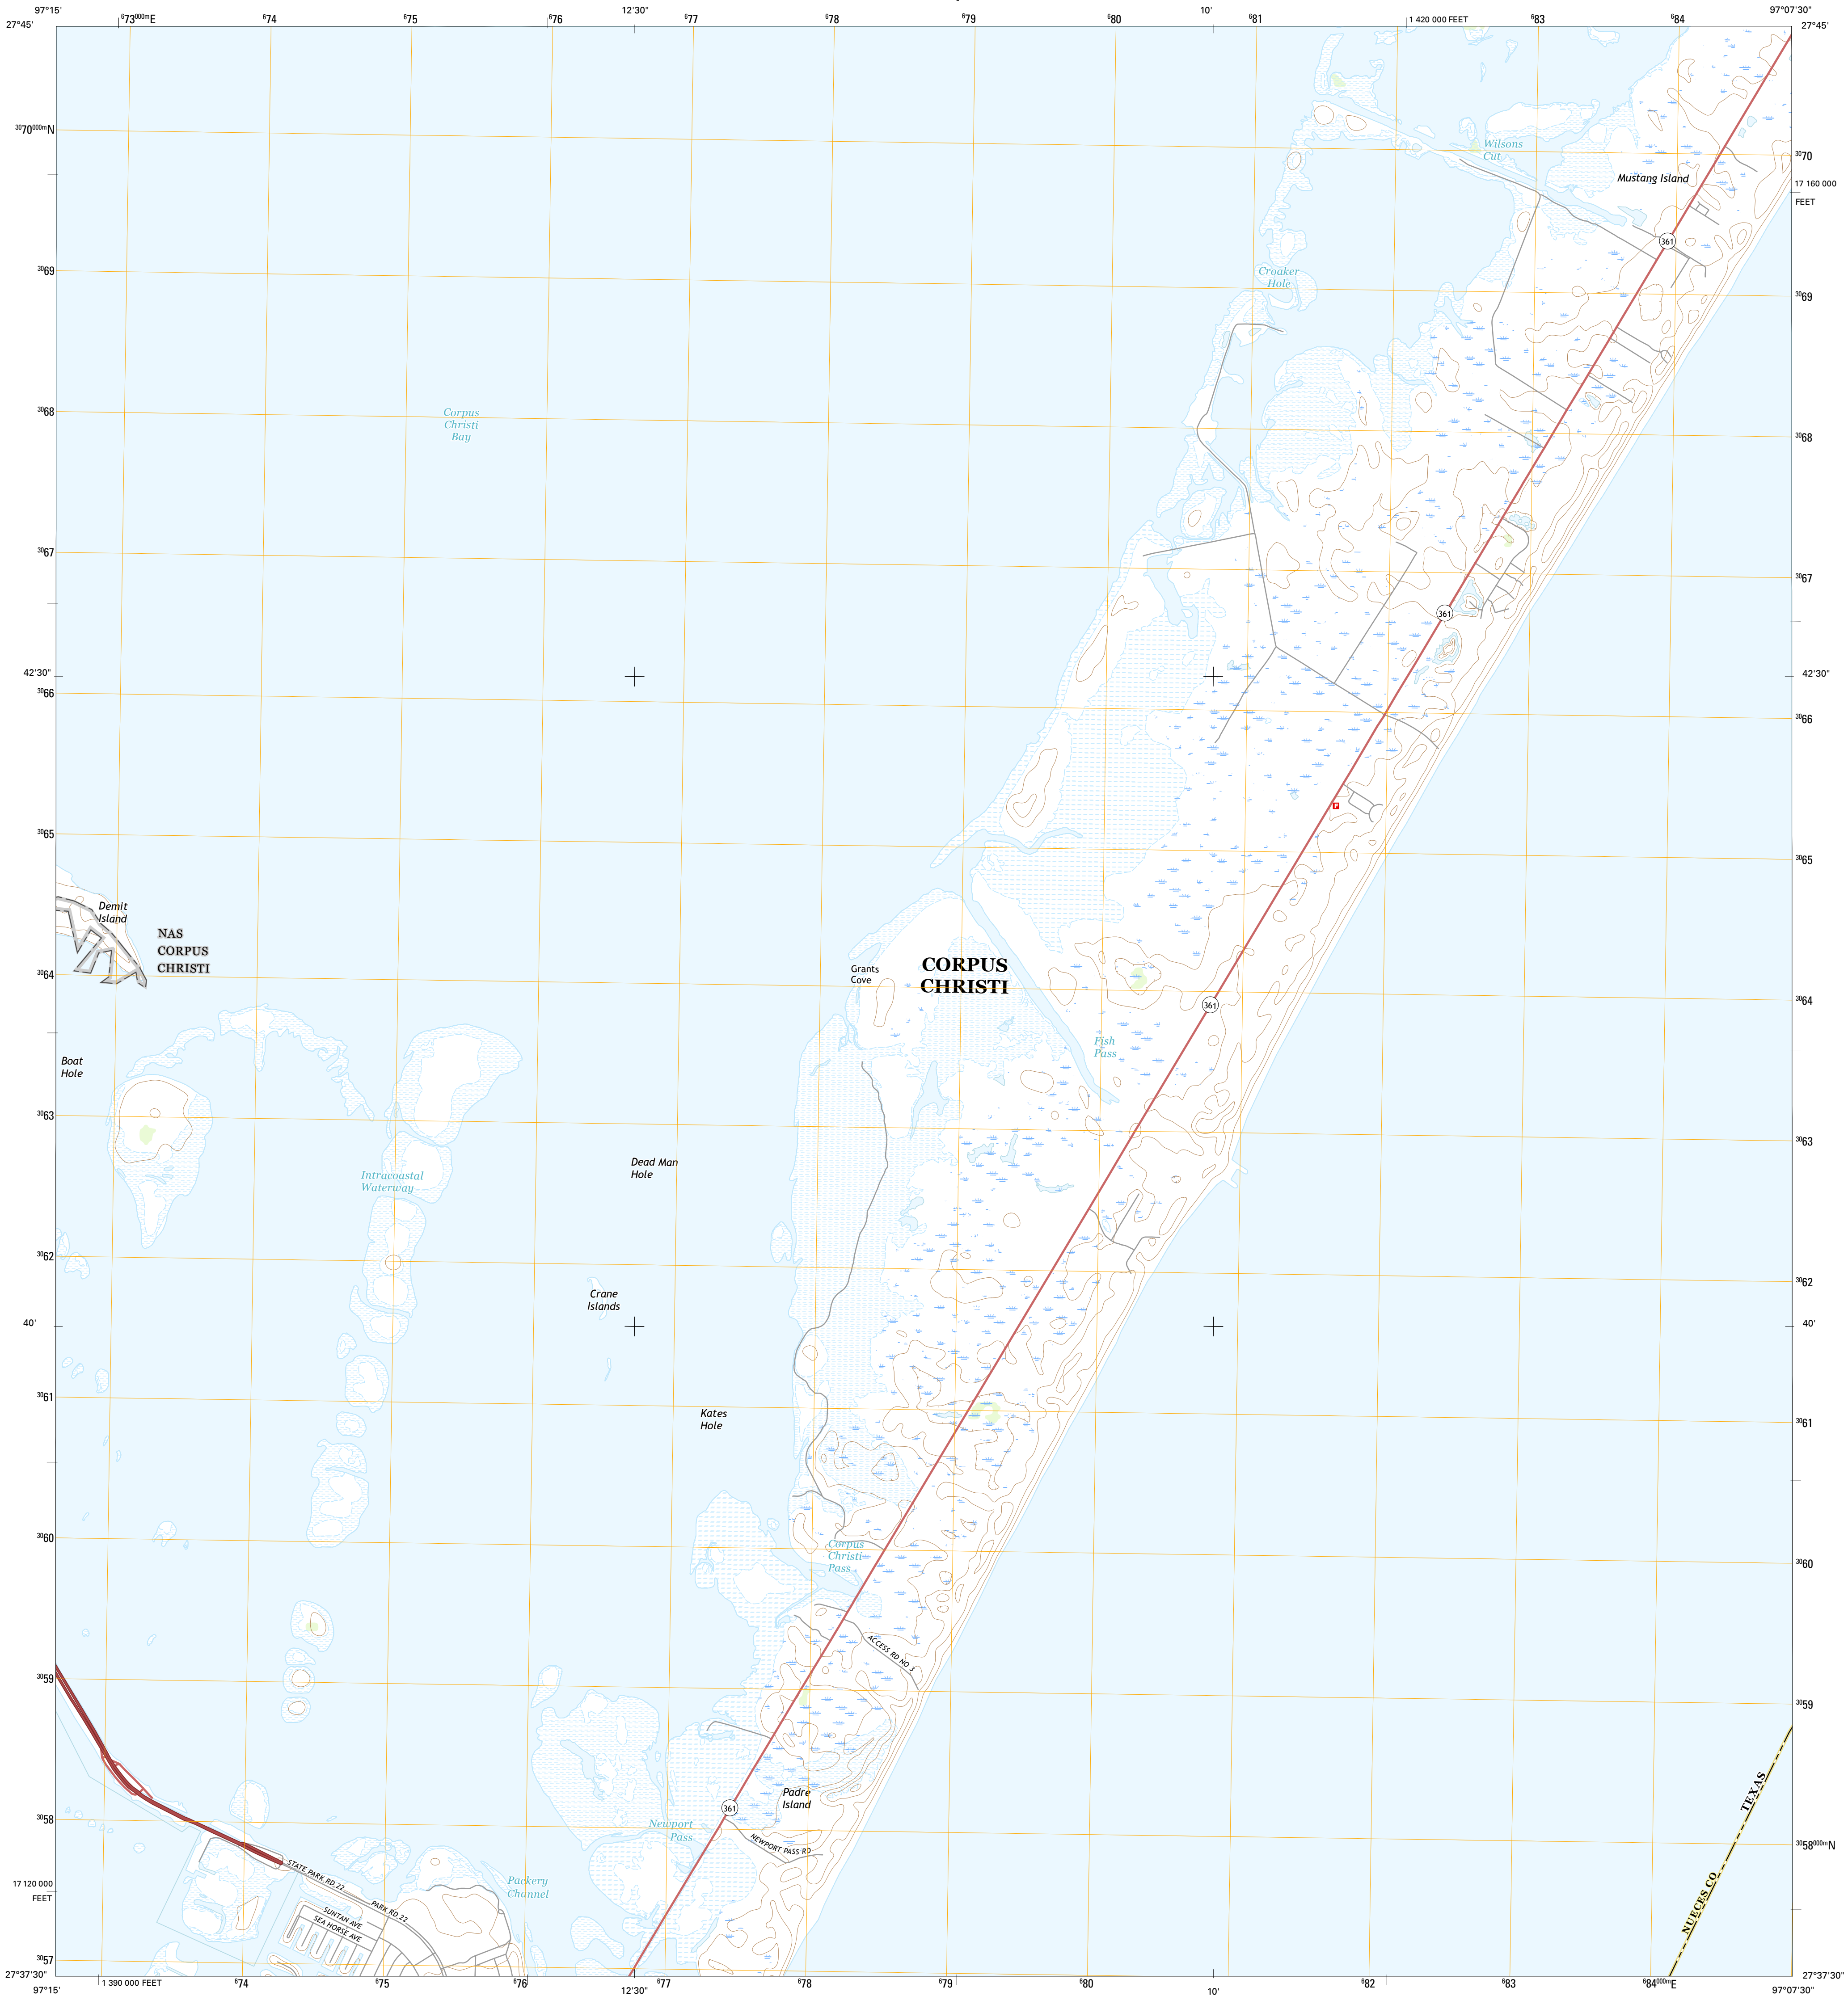 97°15'
⁶73⁰⁰⁰ᵐE
⁶74
⁶75
⁶76
12'30"
⁶77
⁶78
⁶79
⁶80
10'
⁶81
1 420 000 FEET
⁶83
⁶84
97°07'30"
27°45'
27°45'
³⁰70⁰⁰⁰ᵐN
Wilsons
Cut
³⁰70
Mustang Island
17 160 000
FEET
361
³⁰69
Croaker
Hole
³⁰69
³⁰68
Corpus
Christi
Bay
³⁰68
³⁰67
³⁰67
361
42'30"
42'30"
³⁰66
³⁰66
³⁰65
³⁰65
Demit
Island
NAS
CORPUS
CHRISTI
³⁰64
Grants
Cove
CORPUS
CHRISTI
361
³⁰64
Fish
Pass
Boat
Hole
³⁰63
³⁰63
Dead Man
Hole
Intracoastal
Waterway
³⁰62
³⁰62
Crane
Islands
40'
40'
³⁰61
Kates
Hole
³⁰61
³⁰60
Corpus
Christi
Pass
³⁰60
ACCESS RD NO 3
³⁰59
³⁰59
Padre
Island
361
TEXAS
³⁰58
Newport
Pass
NEWPORT PASS RD
³⁰58⁰⁰⁰ᵐN
STATE PARK RD 22
PARK RD 22
Packery
Channel
17 120 000
FEET
SUNTAN AVE
SEA HORSE AVE
NUECES CO
³⁰57
27°37'30"
27°37'30"
97°15'
1 390 000 FEET
⁶74
⁶75
⁶76
12'30"
⁶77
⁶78
⁶79
⁶80
10'
⁶82
⁶83
⁶84⁰⁰⁰ᵐE
97°07'30"